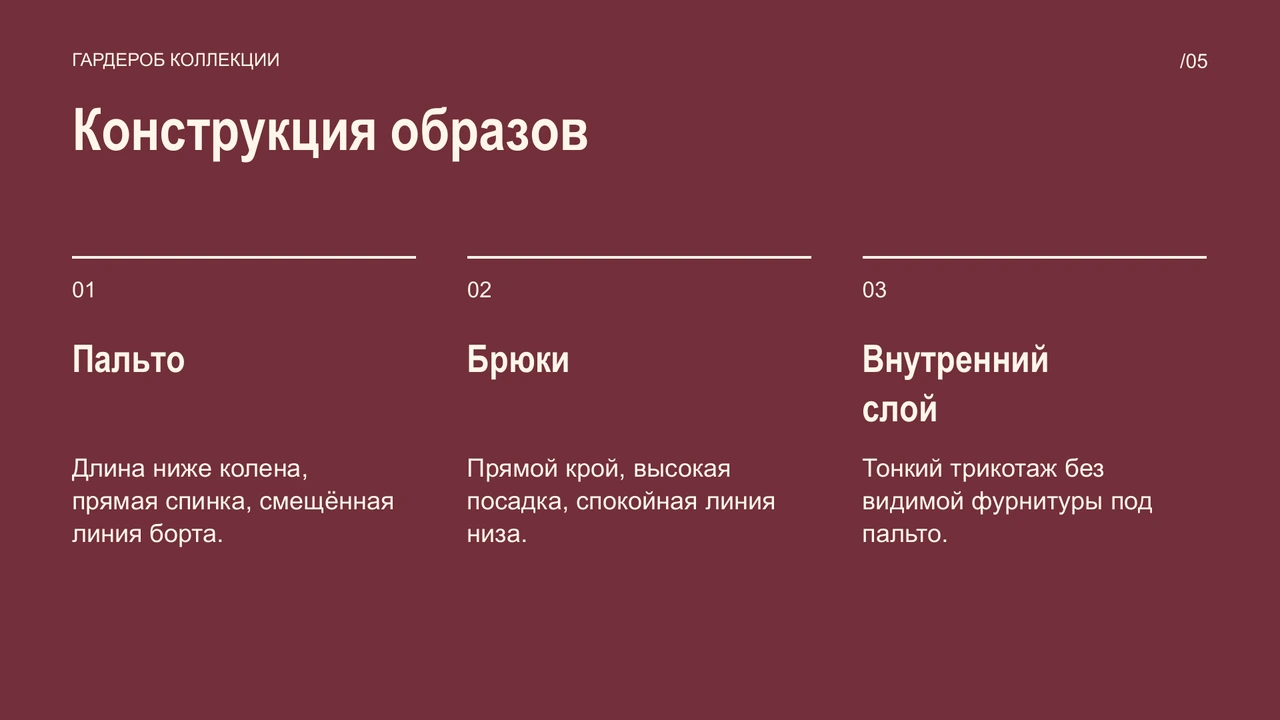 ГАРДЕРОБ КОЛЛЕКЦИИ
/05
Конструкция образов
01
Пальто
Длина ниже колена,
прямая спинка, смещённая
линия борта.
02
Брюки
Прямой крой, высокая
посадка, спокойная линия
низа.
03
Внутренний
слой
Тонкий трикотаж без
видимой фурнитуры под
пальто.